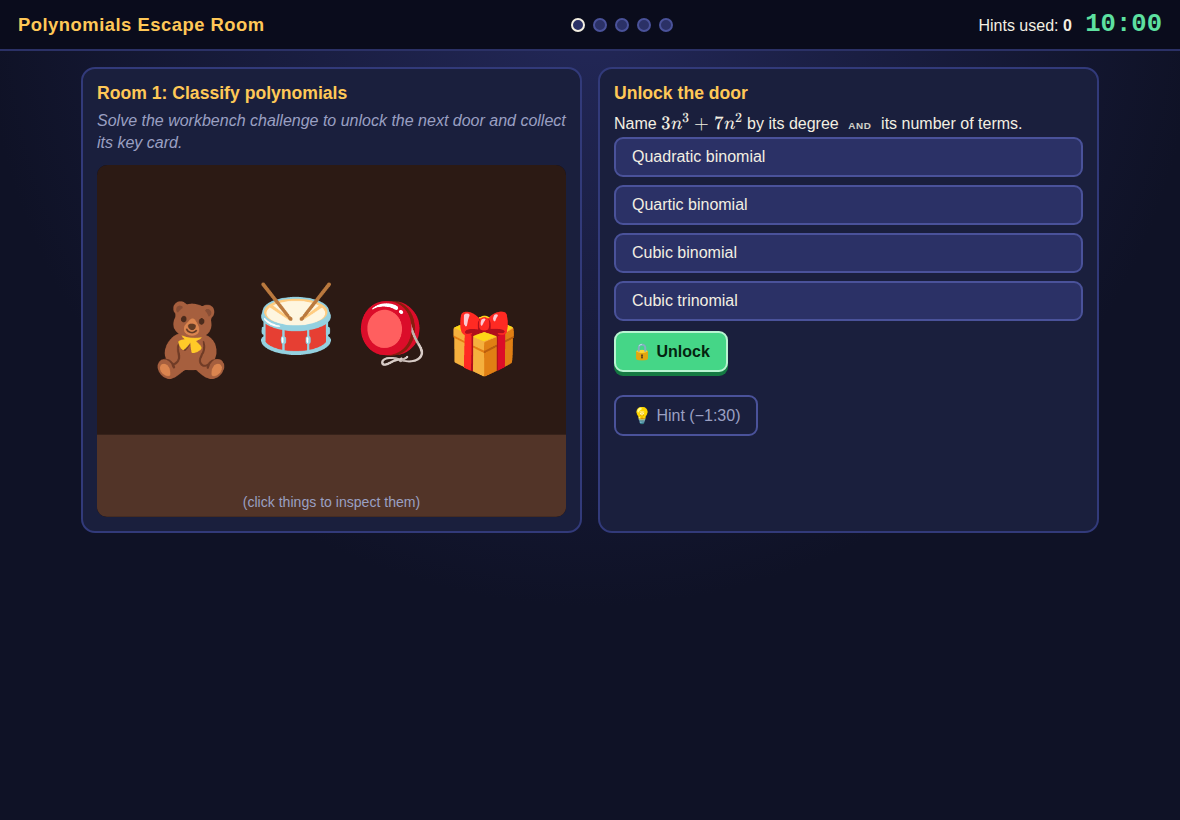 Polynomials Escape Room
Hints used: 0 10:00
Room 1: Classify polynomials
Solve the workbench challenge to unlock the next door and collect
its key card.
(click things to inspect them)
Unlock the door
Name 3n³ + 7n² by its degree AND its number of terms.
Quadratic binomial
Quartic binomial
Cubic binomial
Cubic trinomial
🔒 Unlock
💡 Hint (−1:30)